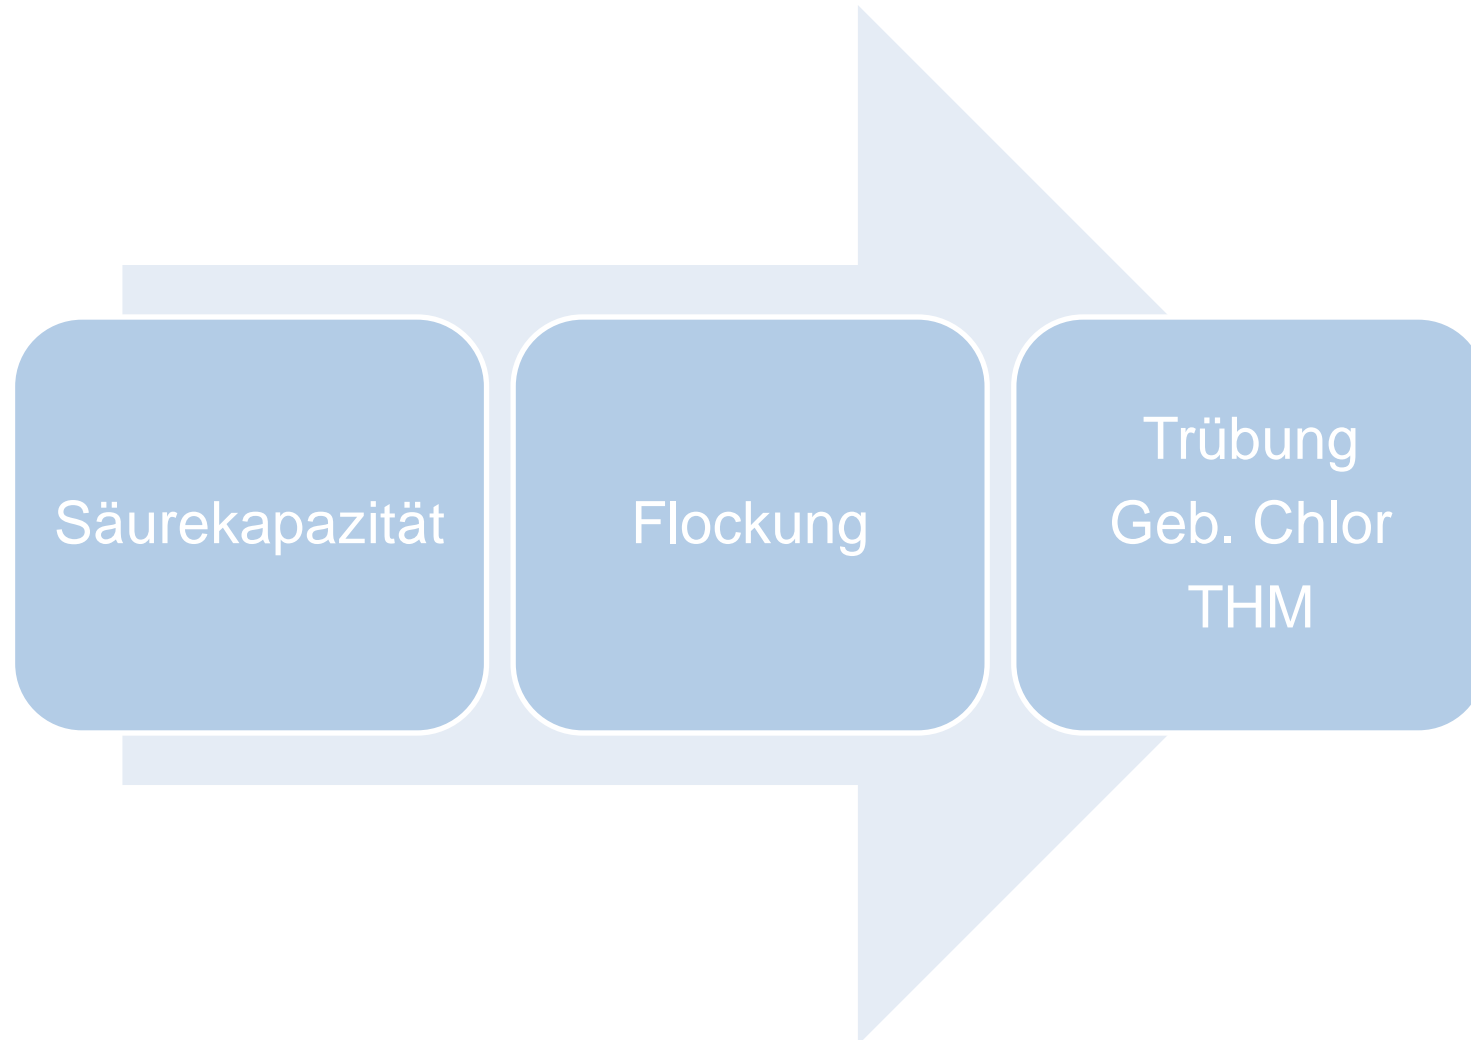 Säurekapazität
Flockung
Trübung
Geb. Chlor
THM